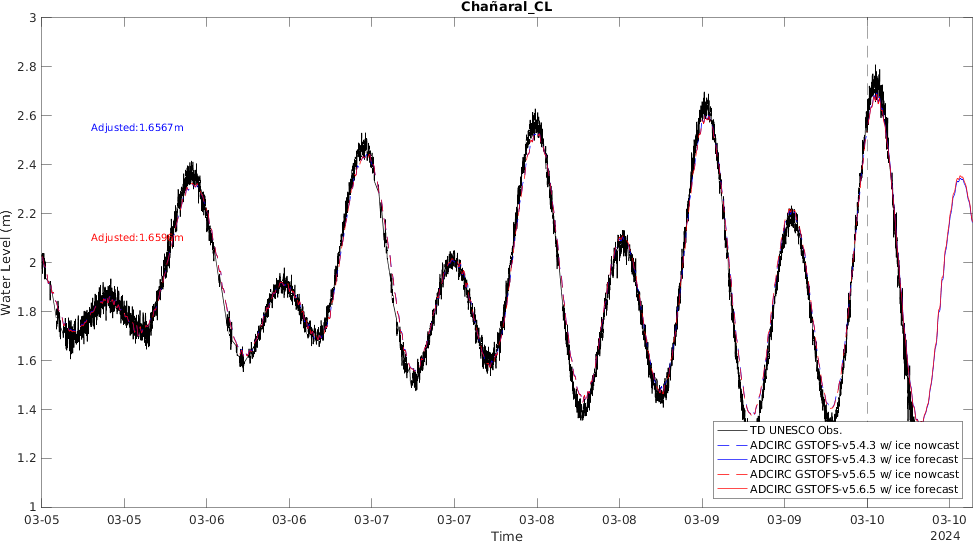 Chañaral_CL
3
2.8
2.6
2.4
2.2
2
1.8
1.6
1.4
1.2
1
Water Level (m)
Adjusted:1.6567m
TD UNESCO Obs.
ADCIRC GSTOFS-v5.4.3 w/ ice nowcast
ADCIRC GSTOFS-v5.4.3 w/ ice forecast
ADCIRC GSTOFS-v5.6.5 w/ ice nowcast
ADCIRC GSTOFS-v5.6.5 w/ ice forecast
03-05 03-05 03-06 03-06 03-07 03-07 03-08 03-08 03-09 03-09 03-10 03-10
2024
Time